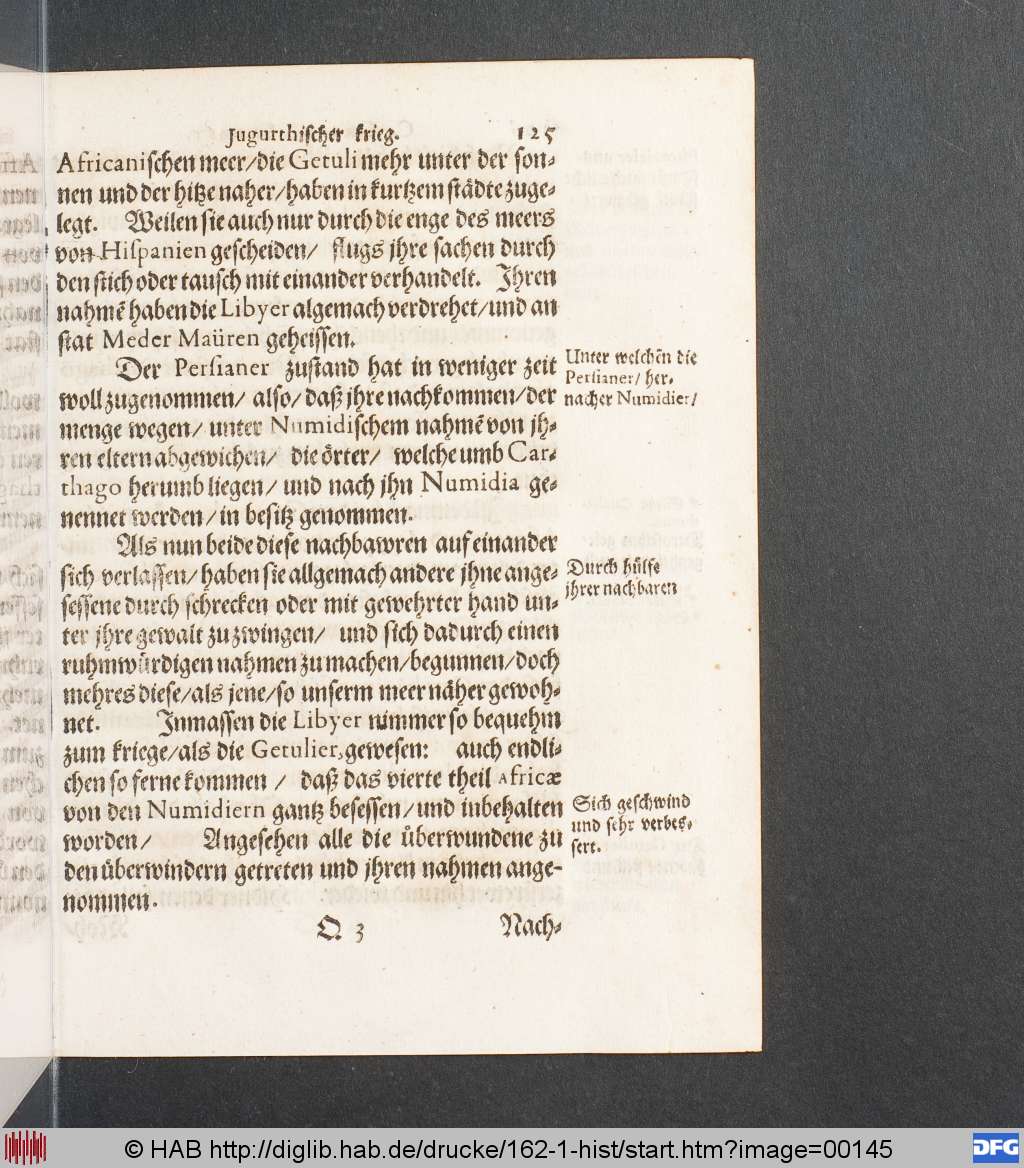 Jugurthischer krieg. 125
Africanischen meer/die Getuli mehr unter der son-
nen und der hitze naher/haben in kurtzem städte zuge-
legt. Weilen sie auch nur durch die enge des meers
von Hispanien gescheiden/ flugs jhre sachen durch
den stich oder tausch mit einander verhandelt. Jhren
nahmē haben die Libyer algemach verdrehet/und an
stat Meder Maüren geheissen.
Der Persianer zustand hat in weniger zeit
woll zugenommen/ also/ daß jhre nachkommen/der
menge wegen/ unter Numidischem nahmē von jh-
ren eltern abgewichen/ die örter/ welche umb Car-
thago herumb liegen/ und nach jhn Numidia ge-
nennet werden/in besitz genommen.
Als nun beide diese nachbawren auf einander
sich verlassen/haben sie allgemach andere jhne ange-
sessene durch schrecken oder mit gewehrter hand un-
ter jhre gewalt zu zwingen/ und sich dadurch einen
ruhmwürdigen nahmen zu machen/begunnen/doch
mehres diese/als jene/so unserm meer näher gewoh-
net. Inmassen die Libyer nimmer so bequehm
zum kriege/als die Getulier, gewesen: auch endli-
chen so ferne kommen / daß das vierte theil Africæ
von den Numidiern gantz besessen/und inbehalten
worden/ Angesehen alle die überwundene zu
den überwindern getreten und jhren nahmen ange-
nommen.
Q 3 Nach-
Unter welchēn die
Persianer/ her-
nacher Numidier/
Durch hülfe
jhrer nachbaren
Sich geschwind
und sehr verbes-
sert.
© HAB http://diglib.hab.de/drucke/162-1-hist/start.htm?image=00145
DFG